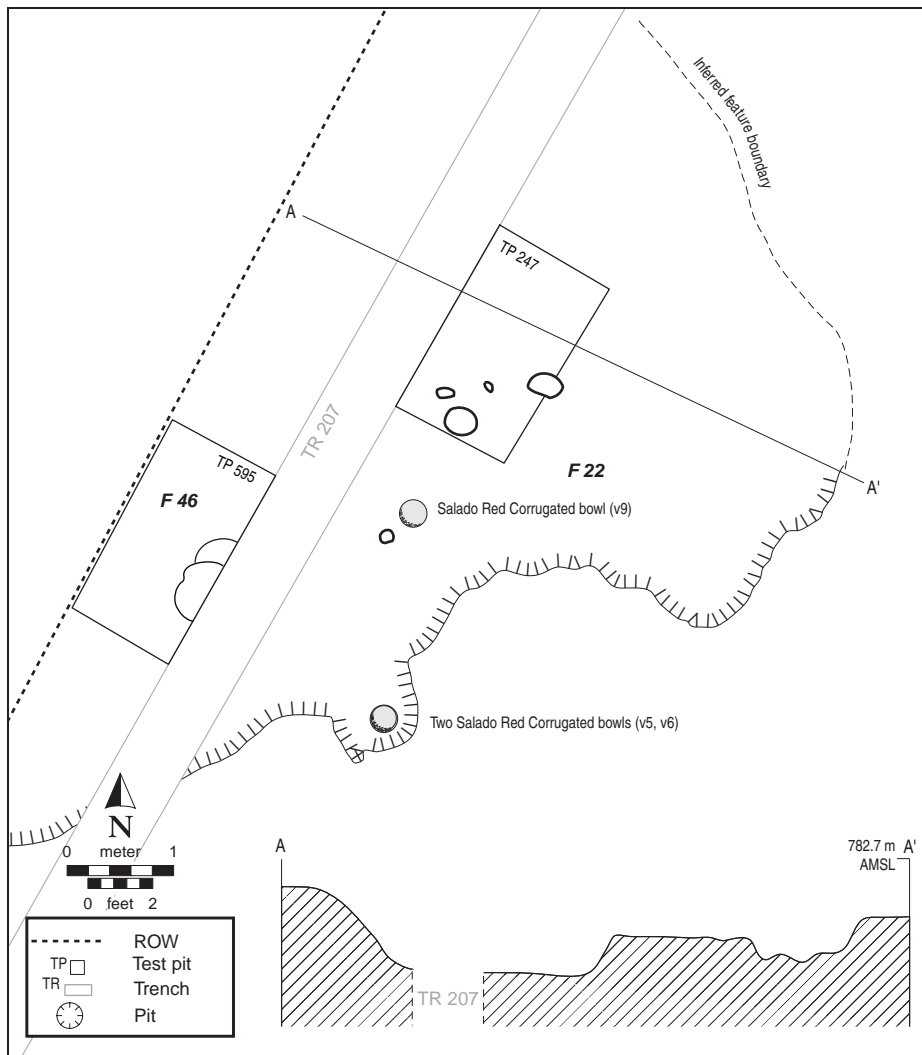 Inferred feature boundary
A
TP 247
TR 207
TP 595
F 46
F 22
A'
Salado Red Corrugated bowl (v9)
Two Salado Red Corrugated bowls (v5, v6)
N
0 meter 1
0 feet 2
A
782.7 m A'
AMSL
TR 207
ROW
TP Test pit
TR Trench
Pit